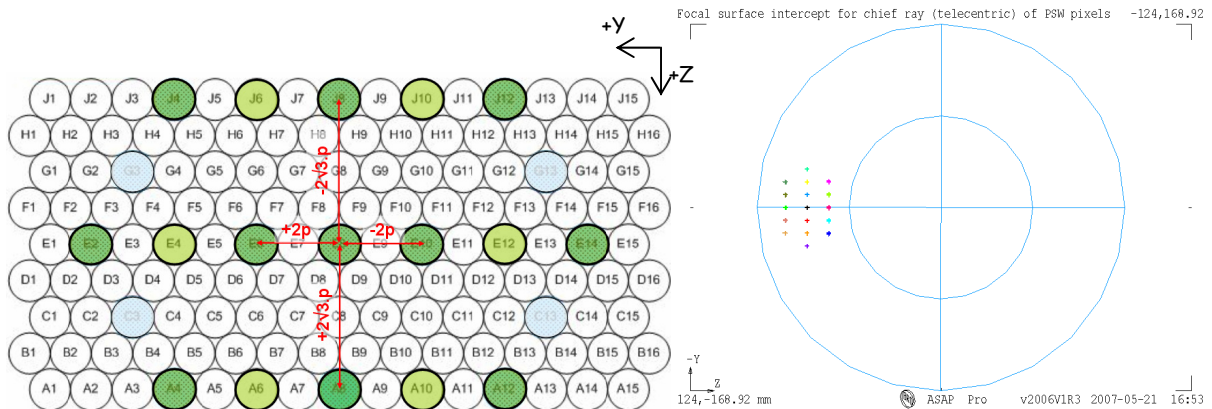 Focal surface intercept for chief ray (telecentric) of PSW pixels -124,168.92
+Y
+Z
J1 J2 J3 J4 J5 J6 J7 J8 J9 J10 J11 J12 J13 J14 J15
H1 H2 H3 H4 H5 H6 H7 H8 H9 H10 H11 H12 H13 H14 H15 H16
G1 G2 G3 G4 G5 G6 G7 G8 G9 G10 G11 G12 G13 G14 G15
-2√3.p
F1 F2 F3 F4 F5 F6 F7 F8 F9 F10 F11 F12 F13 F14 F15 F16
+2p -2p
E1 E2 E3 E4 E5 E7 E9 E10 E11 E12 E13 E14 E15
D1 D2 D3 D4 D5 D6 D7 D8 D9 D10 D11 D12 D13 D14 D15 D16
+2√3.p
C1 C2 C3 C4 C5 C6 C7 C8 C9 C10 C11 C12 C13 C14 C15
B1 B2 B3 B4 B5 B6 B7 B8 B9 B10 B11 B12 B13 B14 B15 B16
A1 A2 A3 A4 A5 A6 A7 A8 A9 A10 A11 A12 A13 A14 A15
-Y
Z
124,-168.92 mm ASAP Pro v2006V1R3 2007-05-21 16:53